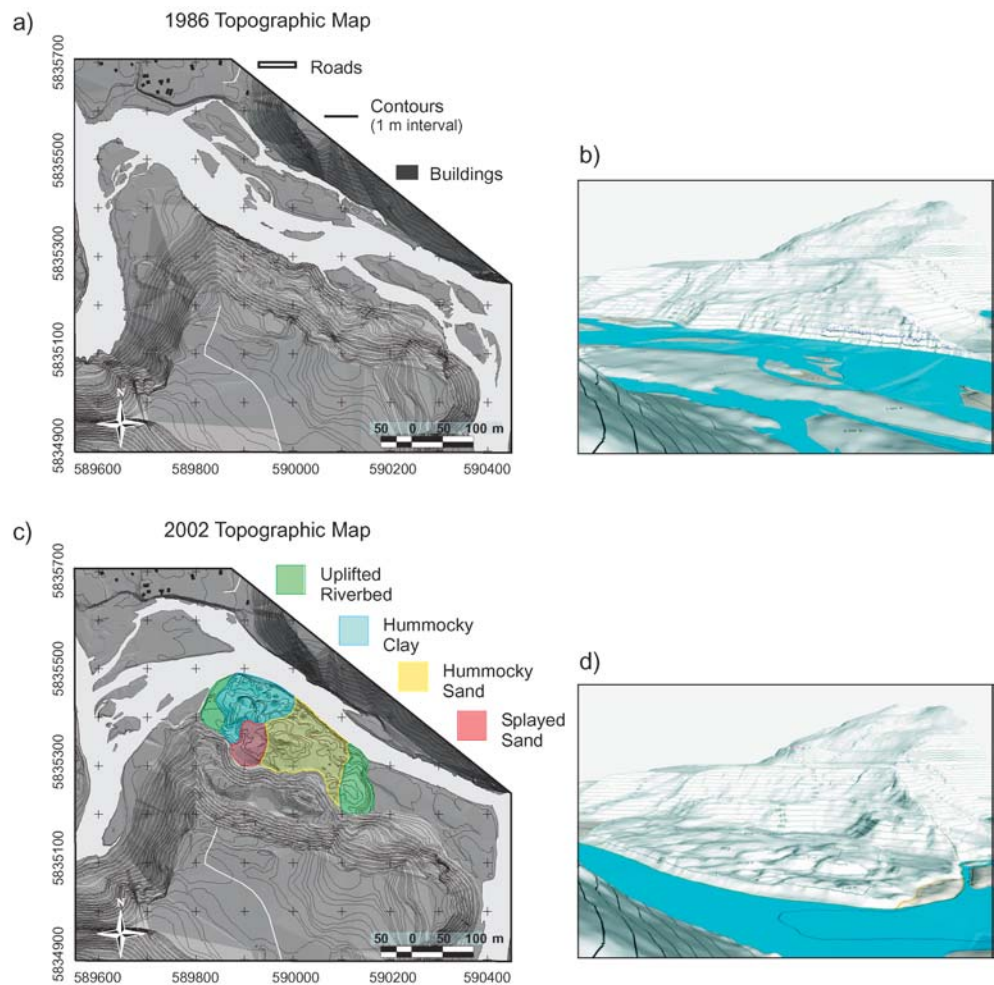 a)
1986 Topographic Map
Roads
Contours
(1 m interval)
Buildings
5835700
5835500
5835300
5835100
5834900
N
50 0 50 100 m
589600 589800 590000 590200 590400
b)
c)
2002 Topographic Map
Uplifted
Riverbed
Hummocky
Clay
Hummocky
Sand
Splayed
Sand
5835700
5835500
5835300
5835100
5834900
N
50 0 50 100 m
589600 589800 590000 590200 590400
d)